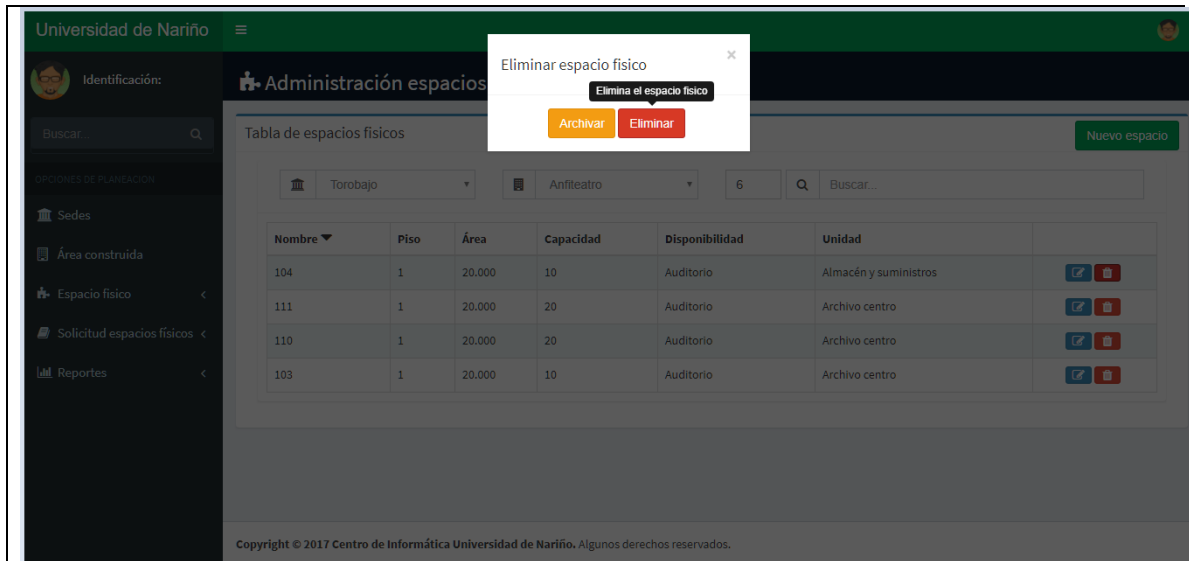 Universidad de Nariño
Identificación:
Buscar...
OPCIONES DE PLANEACION
Sedes
Área construida
Espacio fisico
Solicitud espacios físicos
Reportes
Administración espacios
Eliminar espacio fisico
×
Elimina el espacio fisico
Archivar Eliminar
Tabla de espacios fisicos
Nuevo espacio
Torobajo Anfiteatro 6 Buscar...
Nombre Piso Área Capacidad Disponibilidad Unidad
104 1 20.000 10 Auditorio Almacén y suministros
111 1 20.000 20 Auditorio Archivo centro
110 1 20.000 20 Auditorio Archivo centro
103 1 20.000 10 Auditorio Archivo centro
Copyright © 2017 Centro de Informática Universidad de Nariño. Algunos derechos reservados.